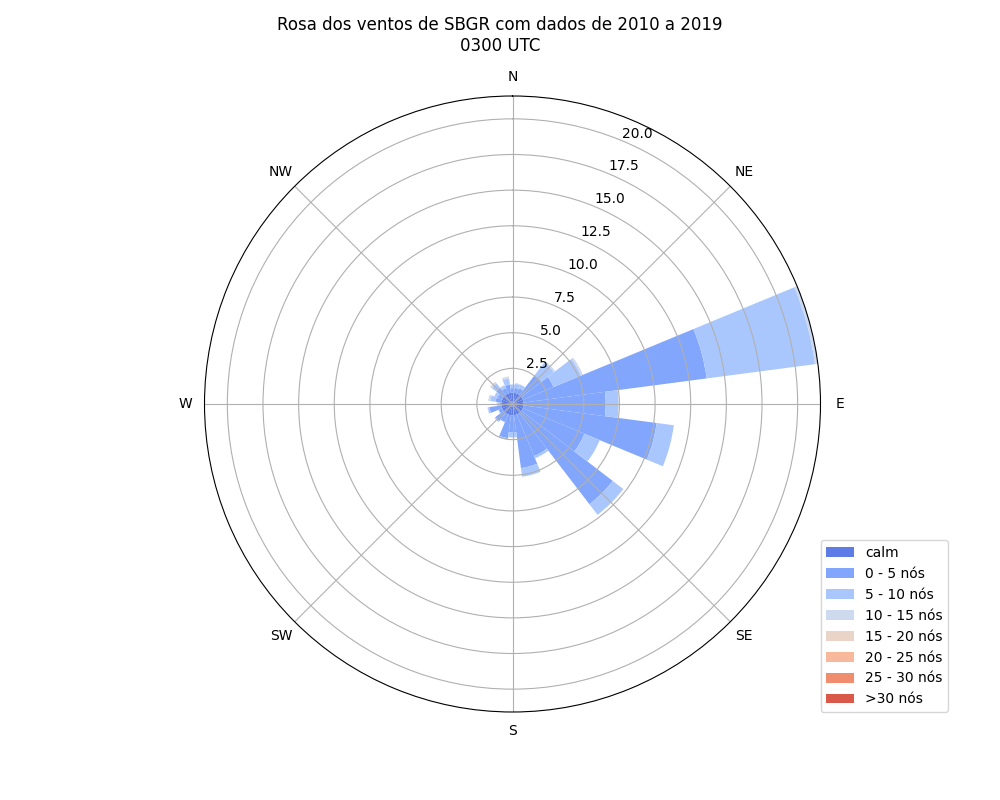 Rosa dos ventos de SBGR com dados de 2010 a 2019
0300 UTC
N
NW
NE
20.0
17.5
15.0
12.5
10.0
7.5
5.0
2.5
W
E
SW
SE
S
calm
0 - 5 nós
5 - 10 nós
10 - 15 nós
15 - 20 nós
20 - 25 nós
25 - 30 nós
>30 nós